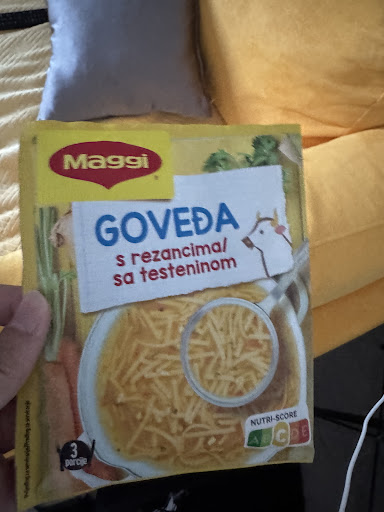 Maggi
GOVEĐA
s rezancima/
sa testeninom
NUTRI-SCORE
A B C D E
3
porcije